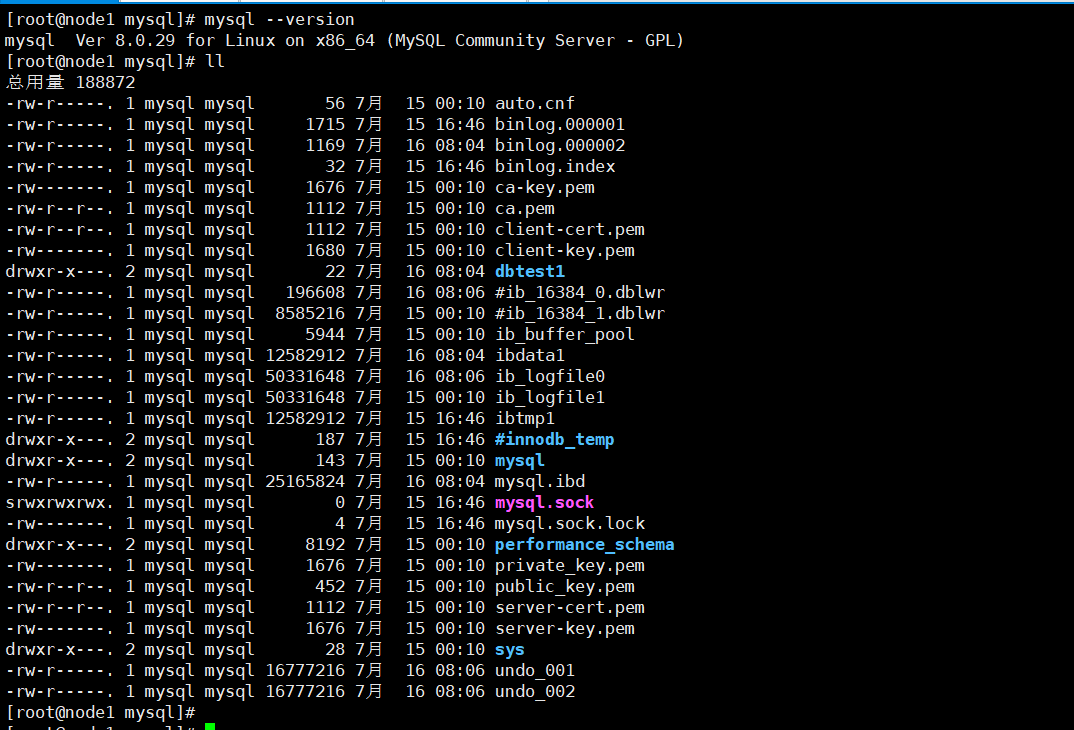 [root@node1 mysql]# mysql --version
mysql  Ver 8.0.29 for Linux on x86_64 (MySQL Community Server - GPL)
[root@node1 mysql]# ll
总用量 188872
-rw-r-----. 1 mysql mysql       56 7月  15 00:10 auto.cnf
-rw-r-----. 1 mysql mysql     1715 7月  15 16:46 binlog.000001
-rw-r-----. 1 mysql mysql     1169 7月  16 08:04 binlog.000002
-rw-r-----. 1 mysql mysql       32 7月  15 16:46 binlog.index
-rw-------. 1 mysql mysql     1676 7月  15 00:10 ca-key.pem
-rw-r--r--. 1 mysql mysql     1112 7月  15 00:10 ca.pem
-rw-r--r--. 1 mysql mysql     1112 7月  15 00:10 client-cert.pem
-rw-------. 1 mysql mysql     1680 7月  15 00:10 client-key.pem
drwxr-x---. 2 mysql mysql       22 7月  16 08:04 dbtest1
-rw-r-----. 1 mysql mysql   196608 7月  16 08:06 #ib_16384_0.dblwr
-rw-r-----. 1 mysql mysql  8585216 7月  15 00:10 #ib_16384_1.dblwr
-rw-r-----. 1 mysql mysql     5944 7月  15 00:10 ib_buffer_pool
-rw-r-----. 1 mysql mysql 12582912 7月  16 08:04 ibdata1
-rw-r-----. 1 mysql mysql 50331648 7月  16 08:06 ib_logfile0
-rw-r-----. 1 mysql mysql 50331648 7月  15 00:10 ib_logfile1
-rw-r-----. 1 mysql mysql 12582912 7月  15 16:46 ibtmp1
drwxr-x---. 2 mysql mysql      187 7月  15 16:46 #innodb_temp
drwxr-x---. 2 mysql mysql      143 7月  15 00:10 mysql
-rw-r-----. 1 mysql mysql 25165824 7月  16 08:04 mysql.ibd
srwxrwxrwx. 1 mysql mysql        0 7月  15 16:46 mysql.sock
-rw-------. 1 mysql mysql        4 7月  15 16:46 mysql.sock.lock
drwxr-x---. 2 mysql mysql     8192 7月  15 00:10 performance_schema
-rw-------. 1 mysql mysql     1676 7月  15 00:10 private_key.pem
-rw-r--r--. 1 mysql mysql      452 7月  15 00:10 public_key.pem
-rw-r--r--. 1 mysql mysql     1112 7月  15 00:10 server-cert.pem
-rw-------. 1 mysql mysql     1676 7月  15 00:10 server-key.pem
drwxr-x---. 2 mysql mysql       28 7月  15 00:10 sys
-rw-r-----. 1 mysql mysql 16777216 7月  16 08:06 undo_001
-rw-r-----. 1 mysql mysql 16777216 7月  16 08:06 undo_002
[root@node1 mysql]#